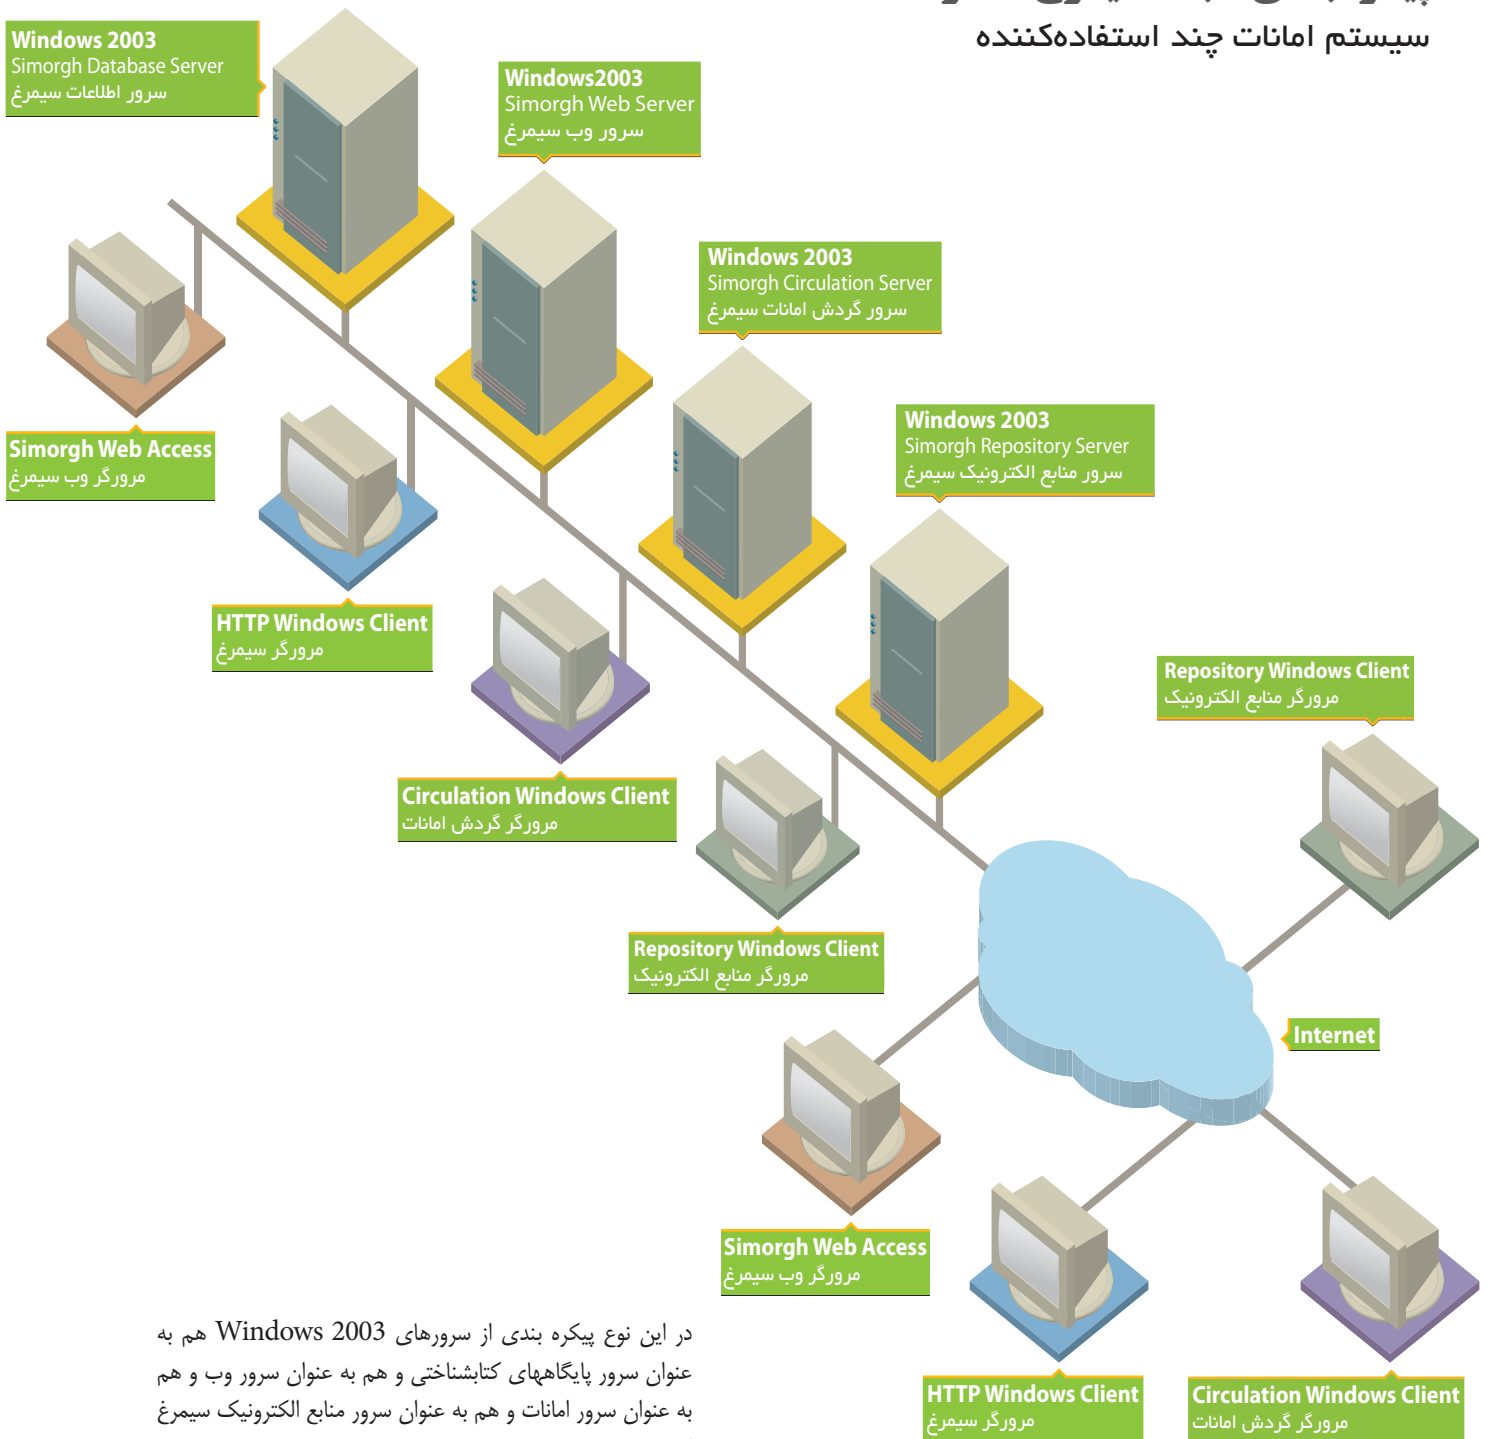 سیستم امانات چند استفاده‌کننده
Windows 2003
Simorgh Database Server
سرور اطلاعات سیمرغ
Windows2003
Simorgh Web Server
سرور وب سیمرغ
Windows 2003
Simorgh Circulation Server
سرور گردش امانات سیمرغ
Windows 2003
Simorgh Repository Server
سرور منابع الکترونیک سیمرغ
Simorgh Web Access
مرورگر وب سیمرغ
HTTP Windows Client
مرورگر سیمرغ
Circulation Windows Client
مرورگر گردش امانات
Repository Windows Client
مرورگر منابع الکترونیک
Repository Windows Client
مرورگر منابع الکترونیک
Internet
Simorgh Web Access
مرورگر وب سیمرغ
HTTP Windows Client
مرورگر سیمرغ
Circulation Windows Client
مرورگر گردش امانات
در این نوع پیکره بندی از سرورهای Windows 2003 هم به
عنوان سرور پایگاههای کتابشناختی و هم به عنوان سرور وب و هم
به عنوان سرور امانات و هم به عنوان سرور منابع الکترونیک سیمرغ